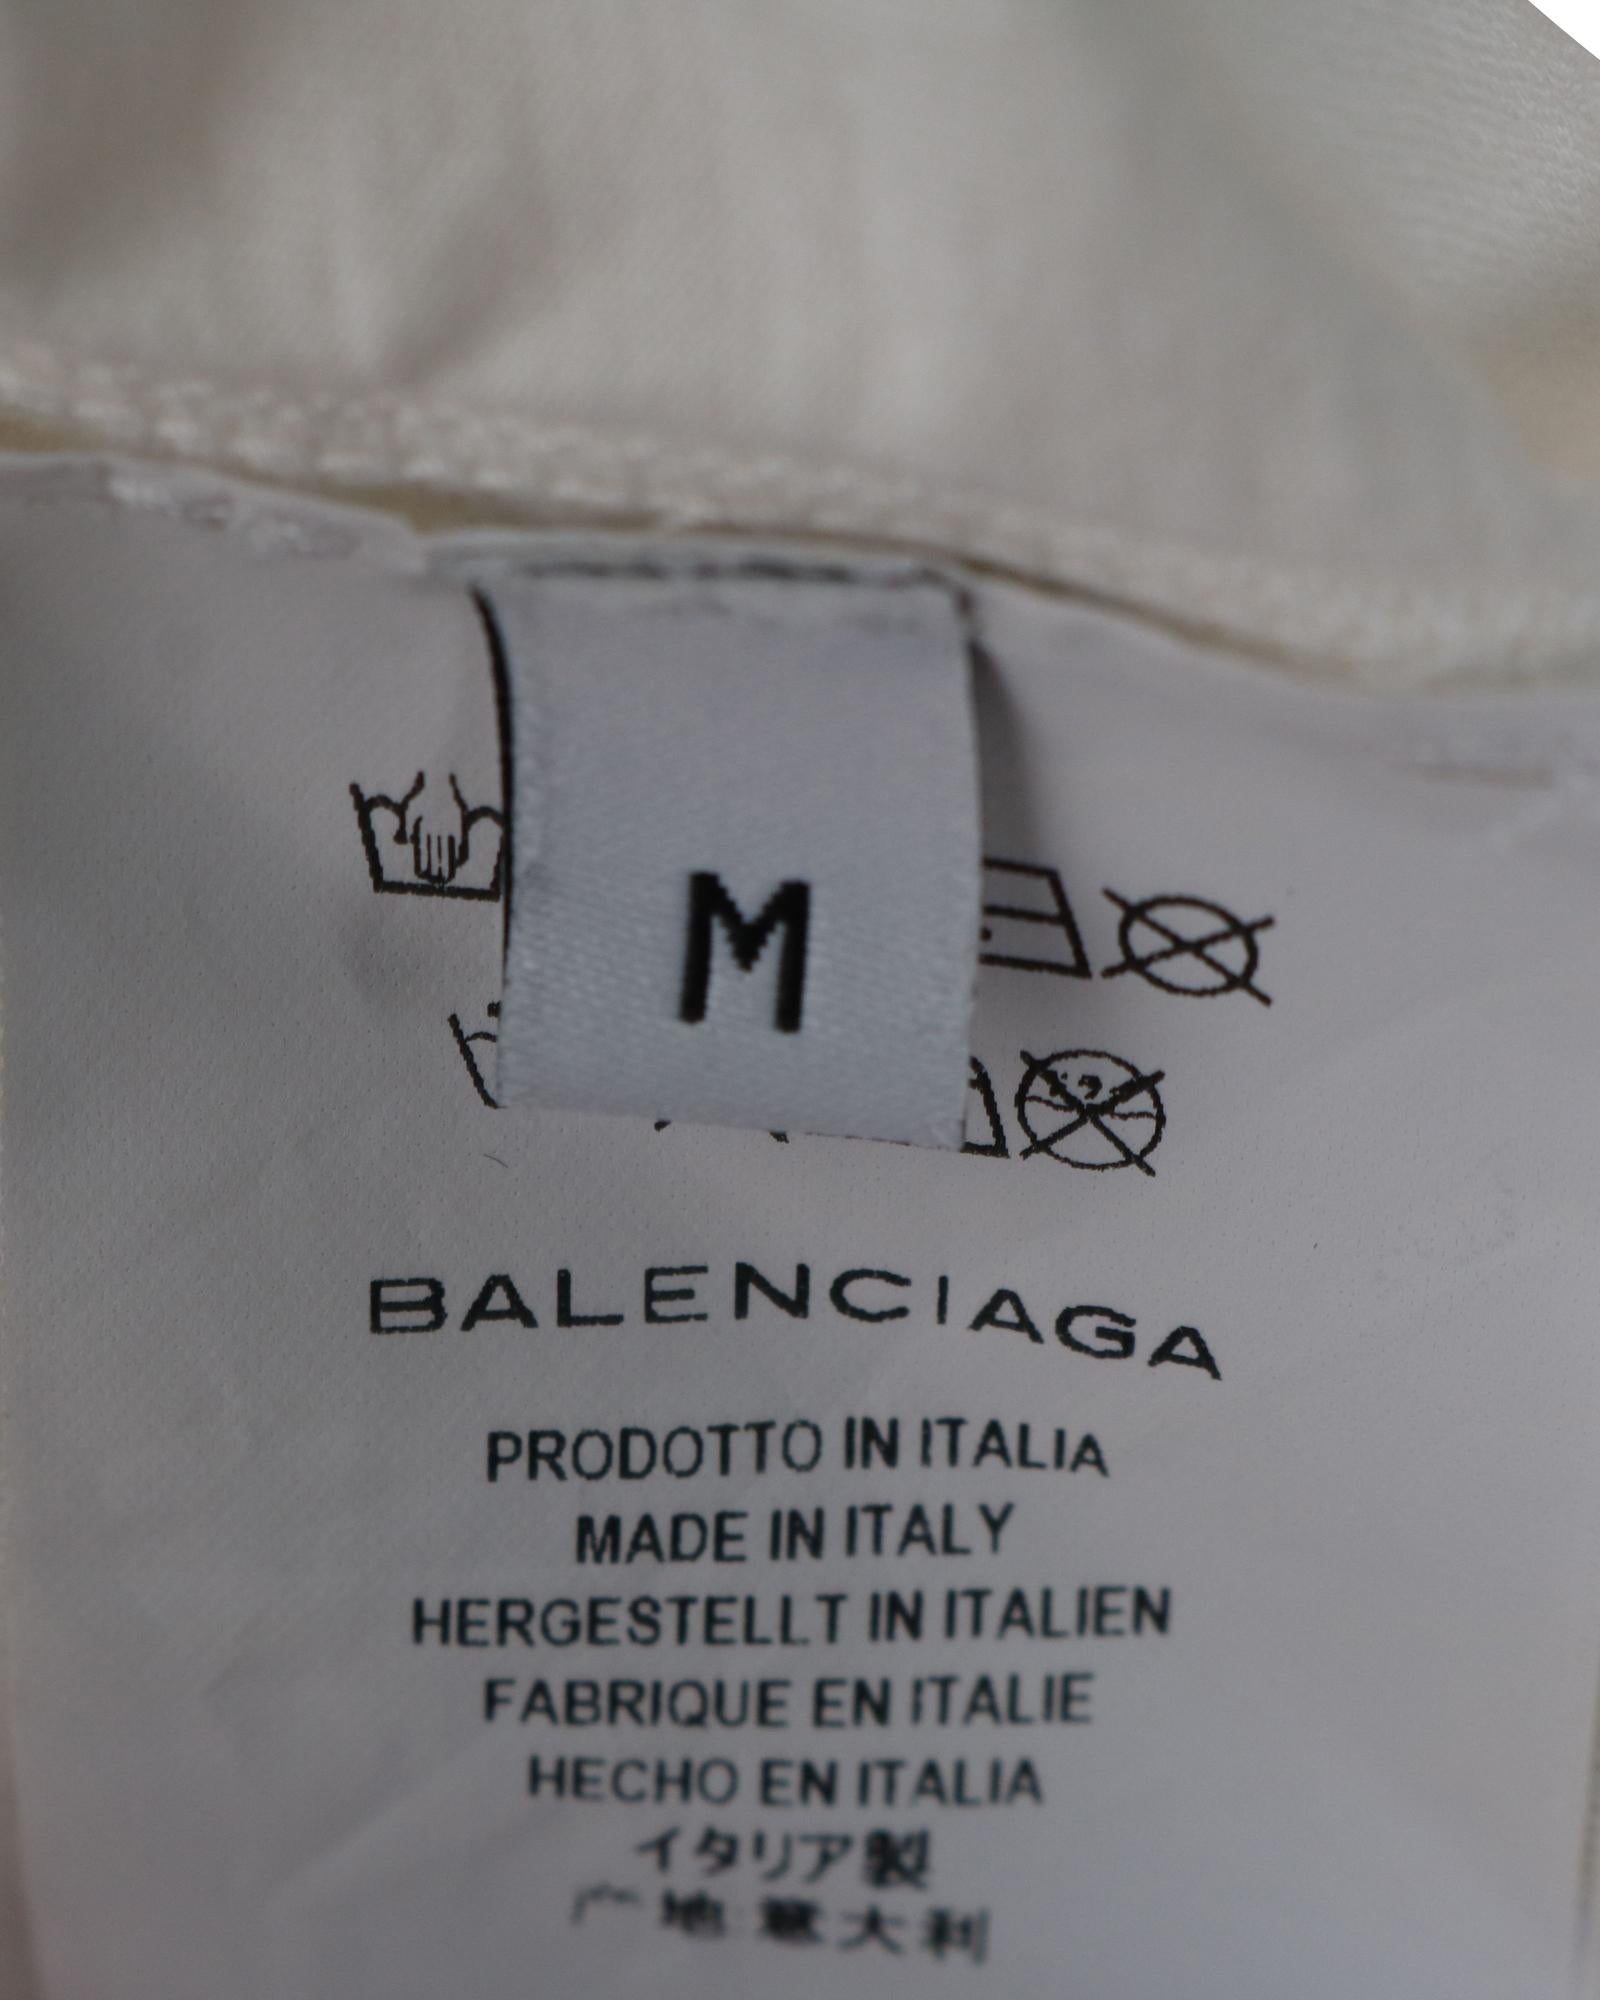 M
BALENCIAGA
PRODOTTO IN ITALIA
MADE IN ITALY
HERGESTELLT IN ITALIEN
FABRIQUE EN ITALIE
HECHO EN ITALIA
イタリア製
产地:意大利